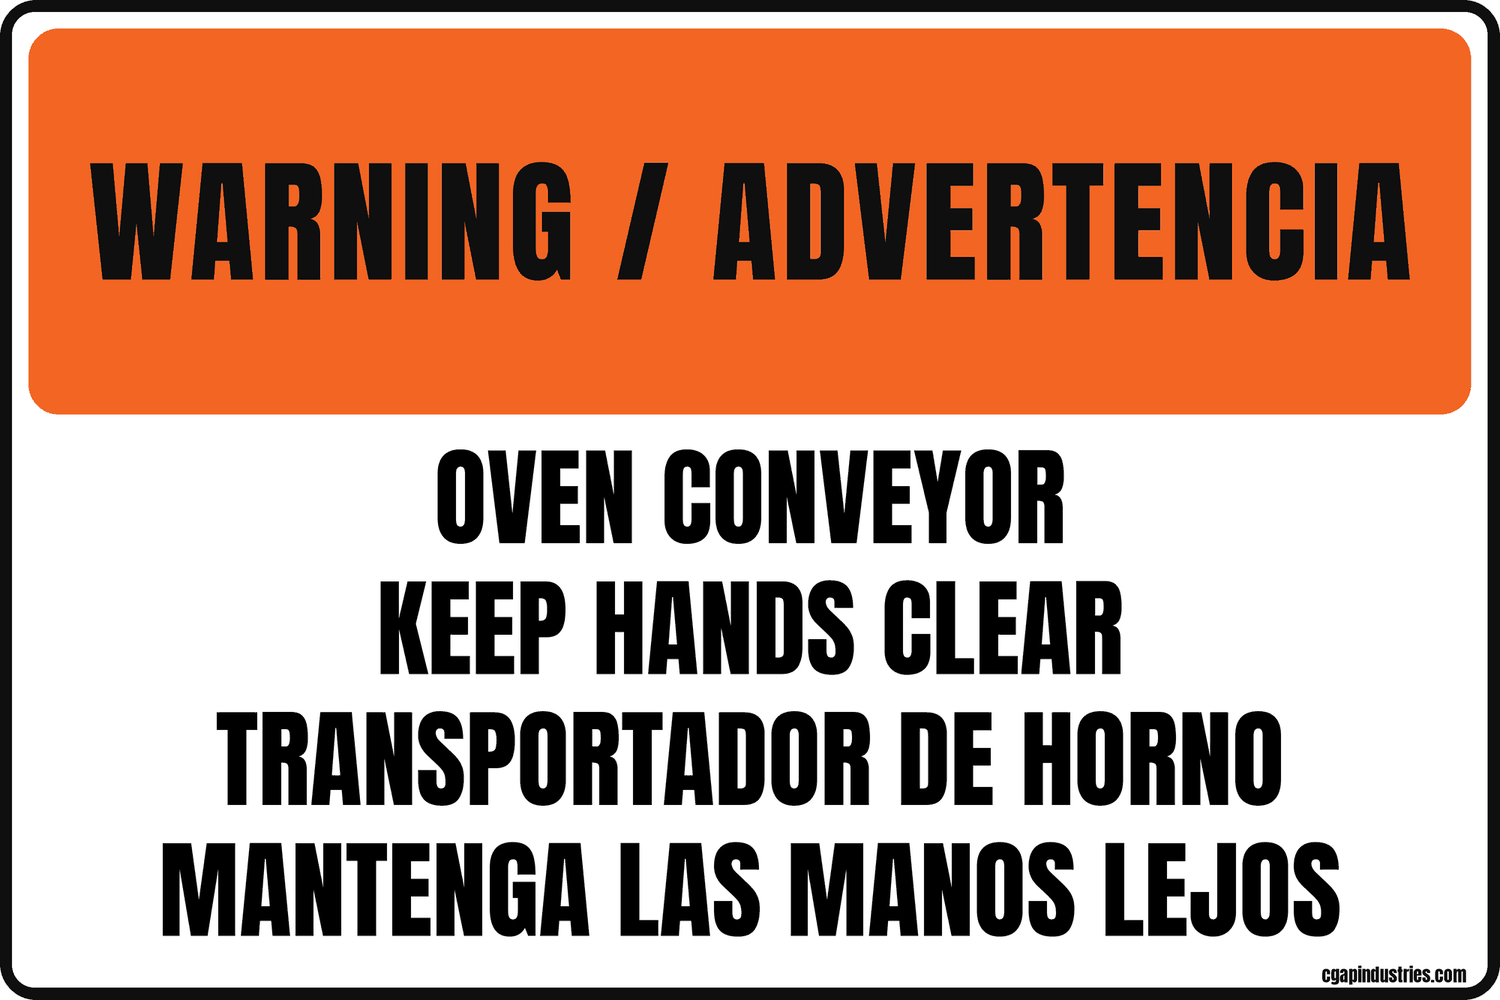 WARNING / ADVERTENCIA
OVEN CONVEYOR
KEEP HANDS CLEAR
TRANSPORTADOR DE HORNO
MANTENGA LAS MANOS LEJOS
cgapindustries.com